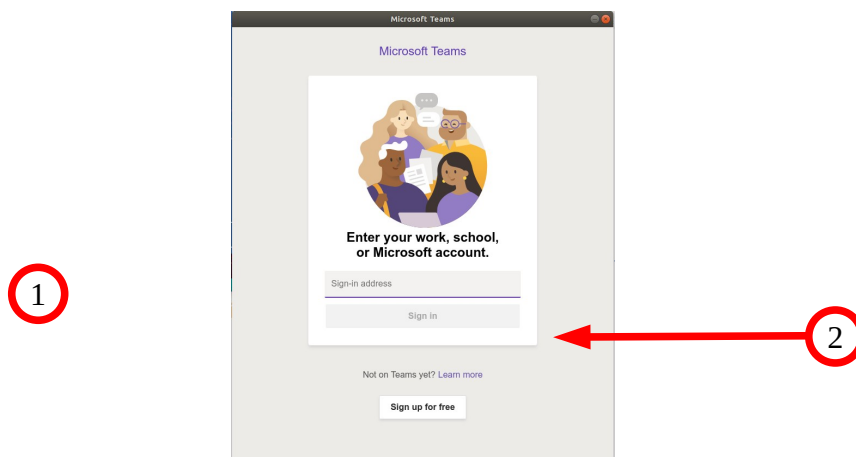 Microsoft Teams
Microsoft Teams
Enter your work, school,
or Microsoft account.
Sign-in address
1
Sign in
2
Not on Teams yet? Learn more
Sign up for free